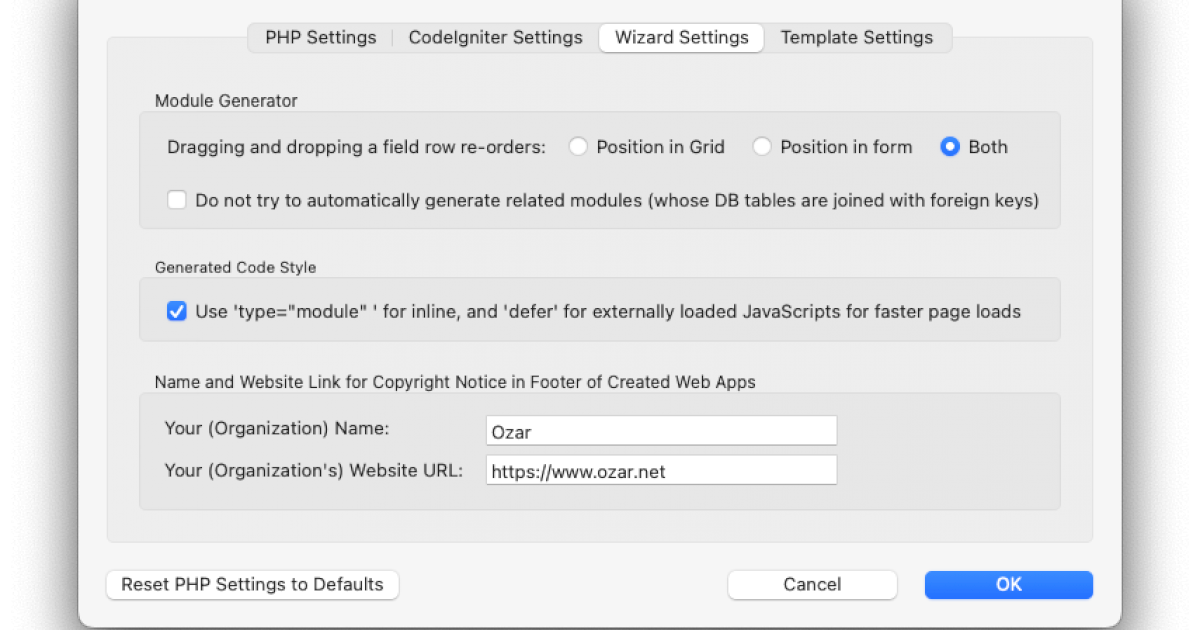 PHP Settings CodeIgniter Settings Wizard Settings Template Settings
Module Generator
Dragging and dropping a field row re-orders: Position in Grid Position in form Both
Do not try to automatically generate related modules (whose DB tables are joined with foreign keys)
Generated Code Style
Use 'type="module" ' for inline, and 'defer' for externally loaded JavaScripts for faster page loads
Name and Website Link for Copyright Notice in Footer of Created Web Apps
Your (Organization) Name: Ozar
Your (Organization's) Website URL: https://www.ozar.net
Reset PHP Settings to Defaults Cancel OK